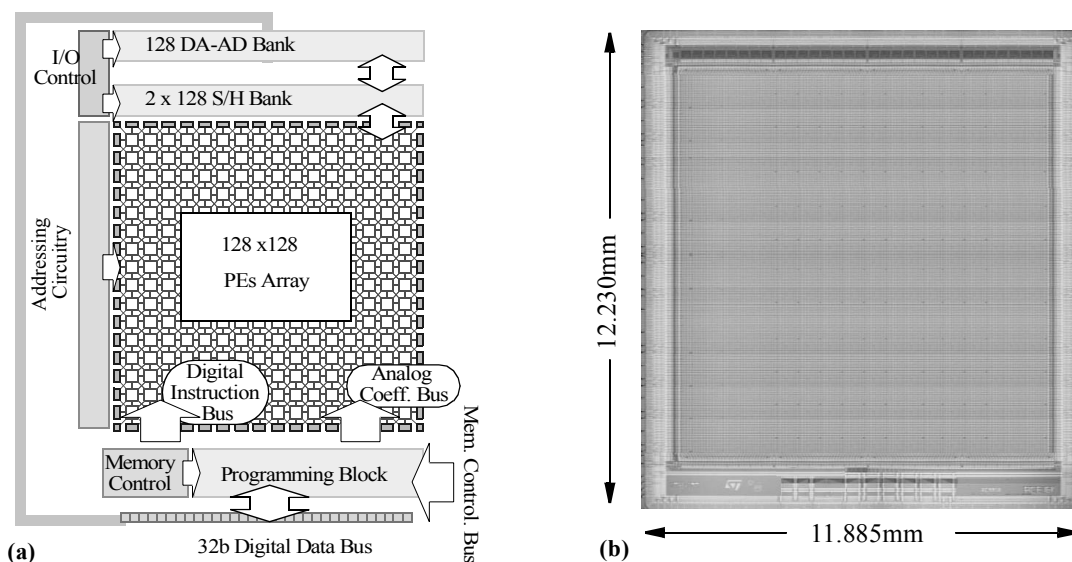 128 DA-AD Bank
I/O
Control
2 x 128 S/H Bank
Addressing
Circuitry
128 x128
PEs Array
Digital
Instruction
Bus
Analog
Coeff. Bus
Memory
Control
Programming Block
Mem. Control. Bus
32b Digital Data Bus
(a)
12.230mm
11.885mm
(b)